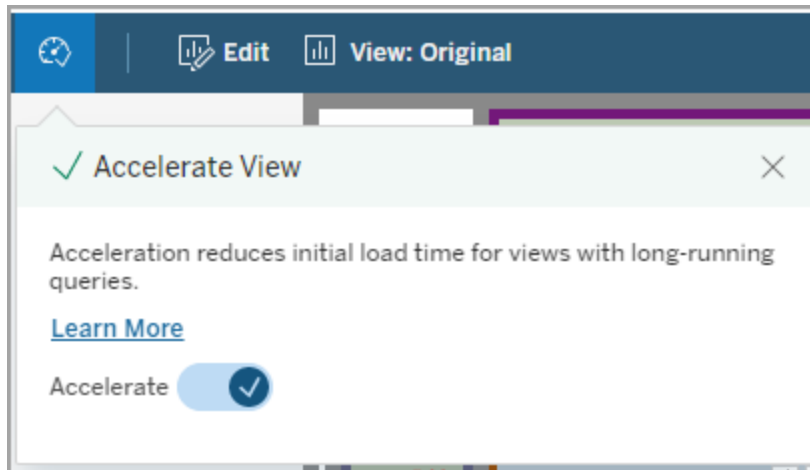 Edit
View: Original
Accelerate View
Acceleration reduces initial load time for views with long-running
queries.
Learn More
Accelerate